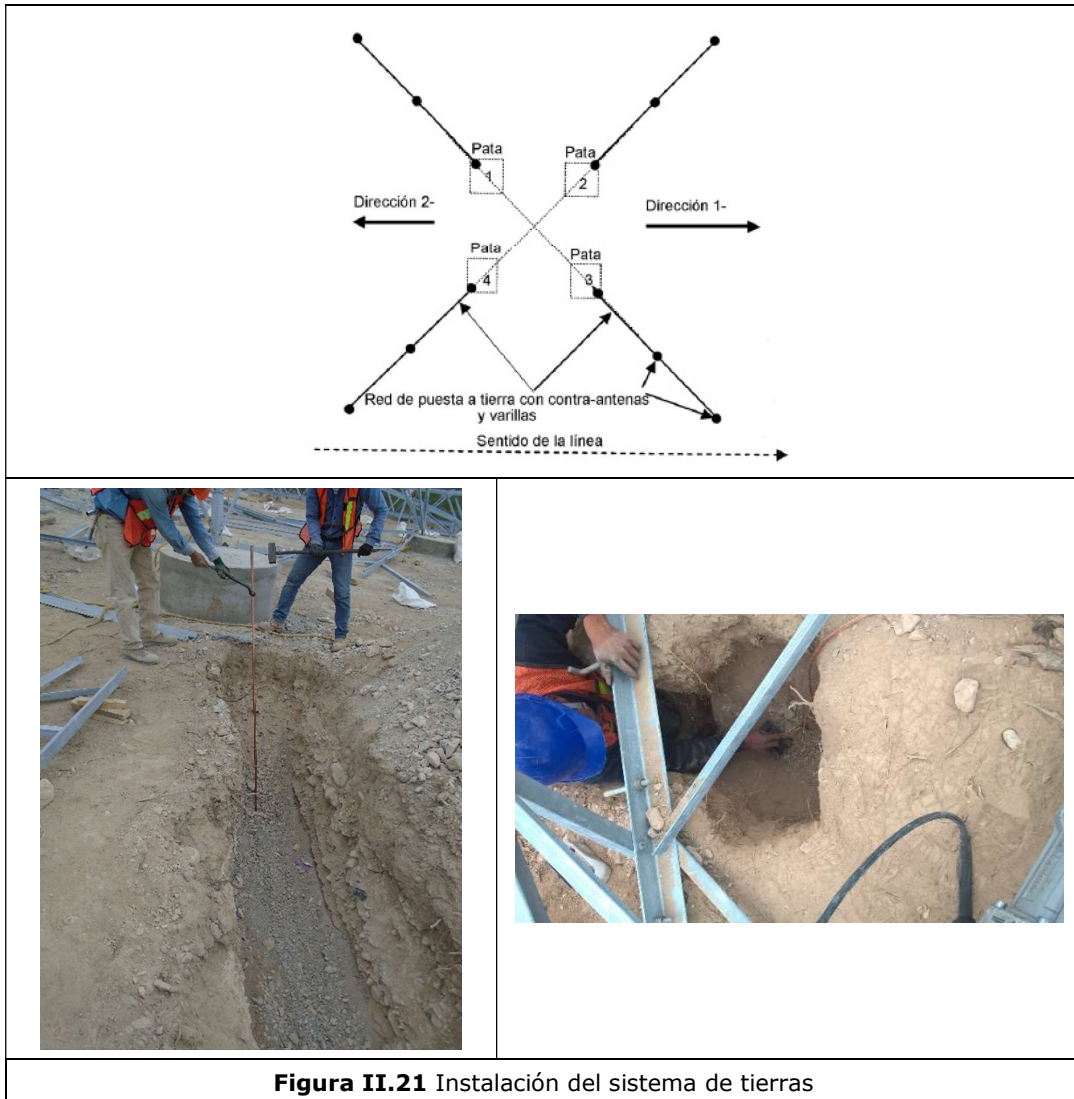 Pata
1
Pata
2
Dirección 2-
Dirección 1-
Pata
4
Pata
3
Red de puesta a tierra con contra-antenas
y varillas
Sentido de la línea
Figura II.21 Instalación del sistema de tierras